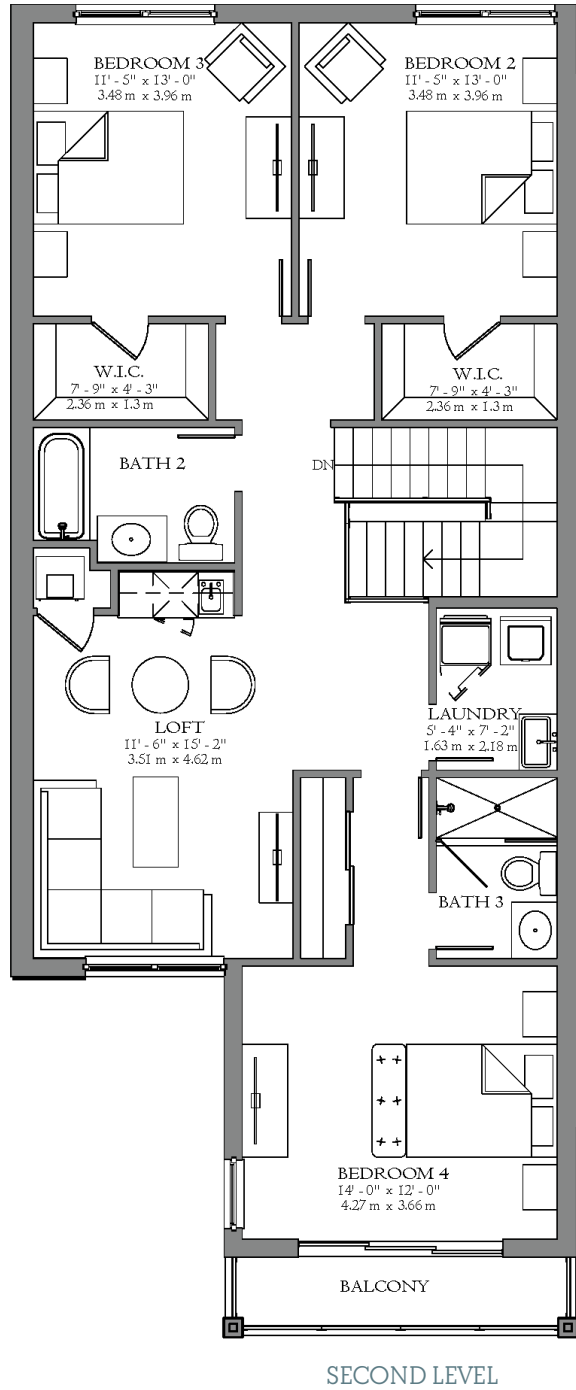 BEDROOM 3
11' - 5" x 13' - 0"
3.48 m x 3.96 m
BEDROOM 2
11' - 5" x 13' - 0"
3.48 m x 3.96 m
W.I.C.
7' - 9" x 4' - 3"
2.36 m x 1.3 m
W.I.C.
7' - 9" x 4' - 3"
2.36 m x 1.3 m
BATH 2
DN
LOFT
11' - 6" x 15' - 2"
3.51 m x 4.62 m
LAUNDRY
5' - 4" x 7' - 2"
1.63 m x 2.18 m
BATH 3
BEDROOM 4
14' - 0" x 12' - 0"
4.27 m x 3.66 m
BALCONY
SECOND LEVEL